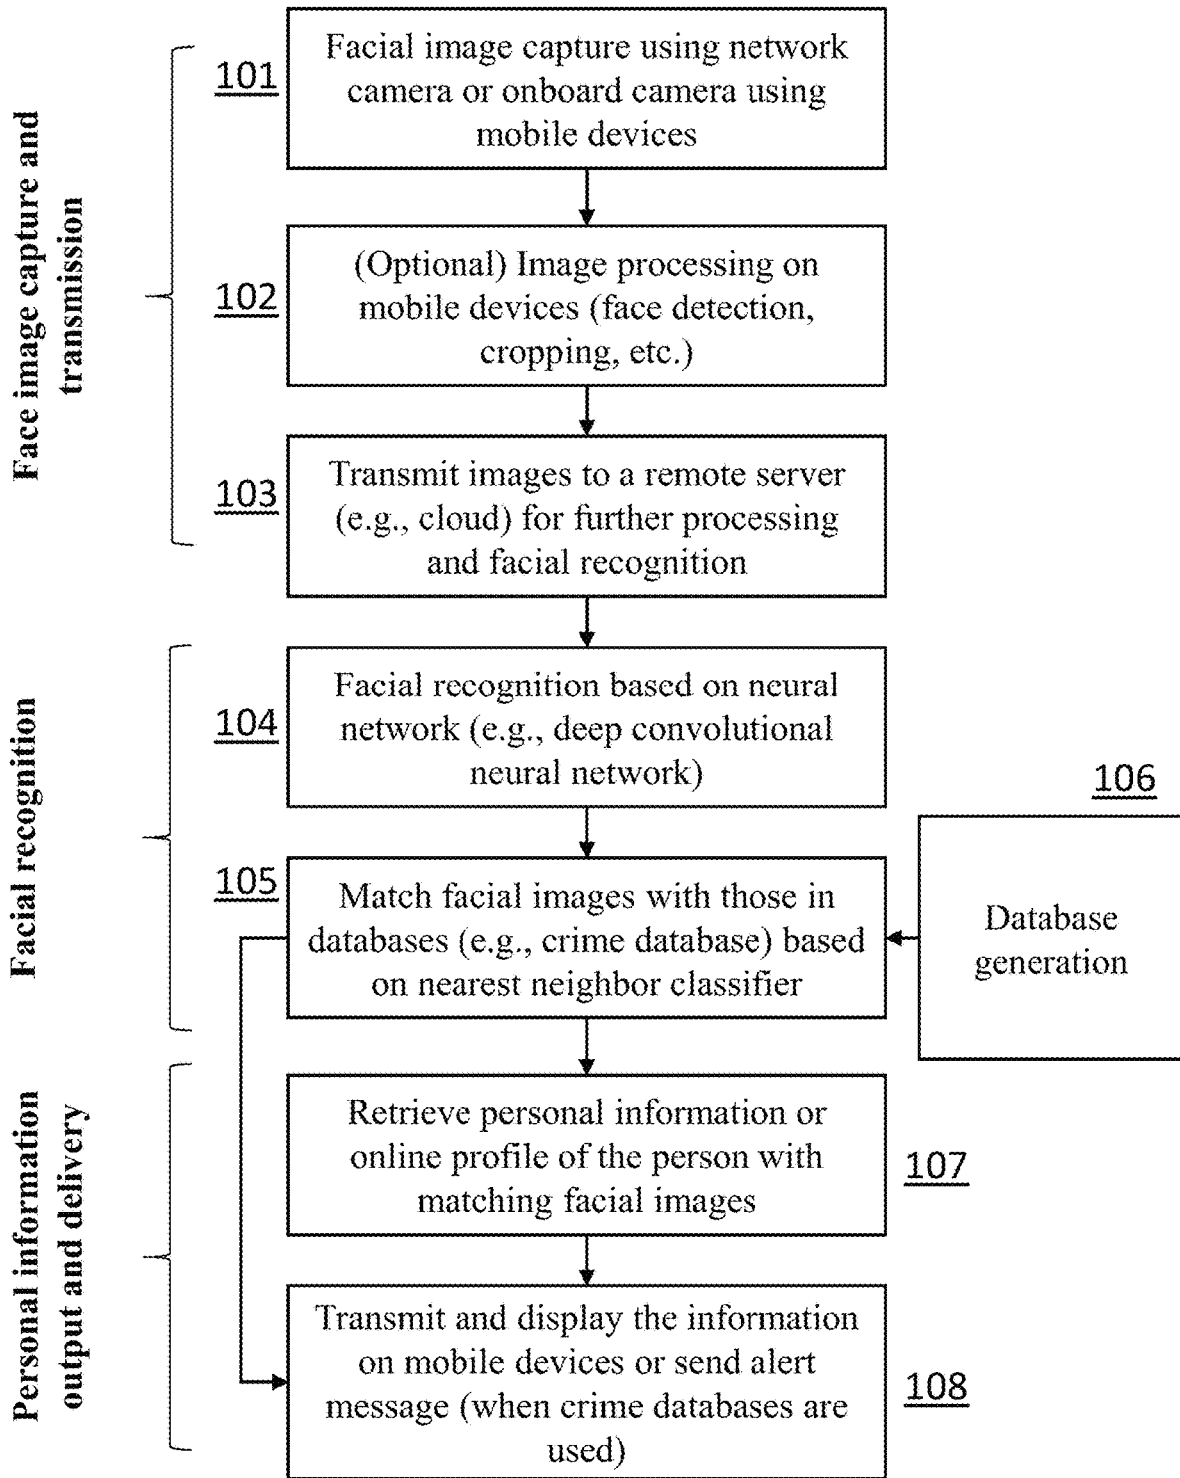 Face image capture and
transmission
101
Facial image capture using network
camera or onboard camera using
mobile devices
102
(Optional) Image processing on
mobile devices (face detection,
cropping, etc.)
103
Transmit images to a remote server
(e.g., cloud) for further processing
and facial recognition
Facial recognition
104
Facial recognition based on neural
network (e.g., deep convolutional
neural network)
105
Match facial images with those in
databases (e.g., crime database) based
on nearest neighbor classifier
106
Database
generation
Personal information
output and delivery
Retrieve personal information or
online profile of the person with
matching facial images
107
Transmit and display the information
on mobile devices or send alert
message (when crime databases are
used)
108